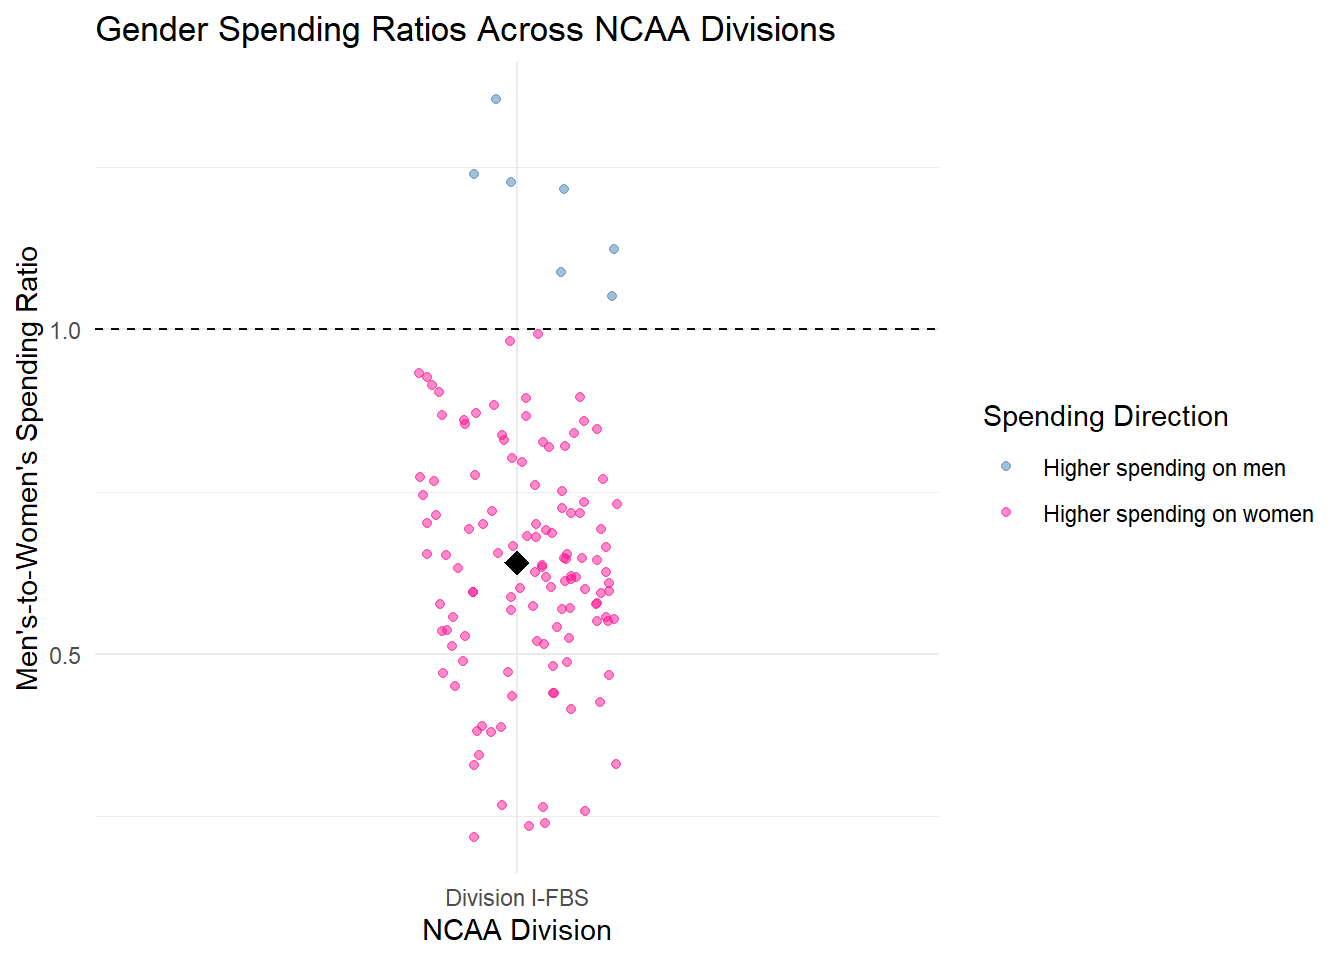 Gender Spending Ratios Across NCAA Divisions
Men's-to-Women's Spending Ratio
1.0
0.5
Division I-FBS
NCAA Division
Spending Direction
Higher spending on men
Higher spending on women